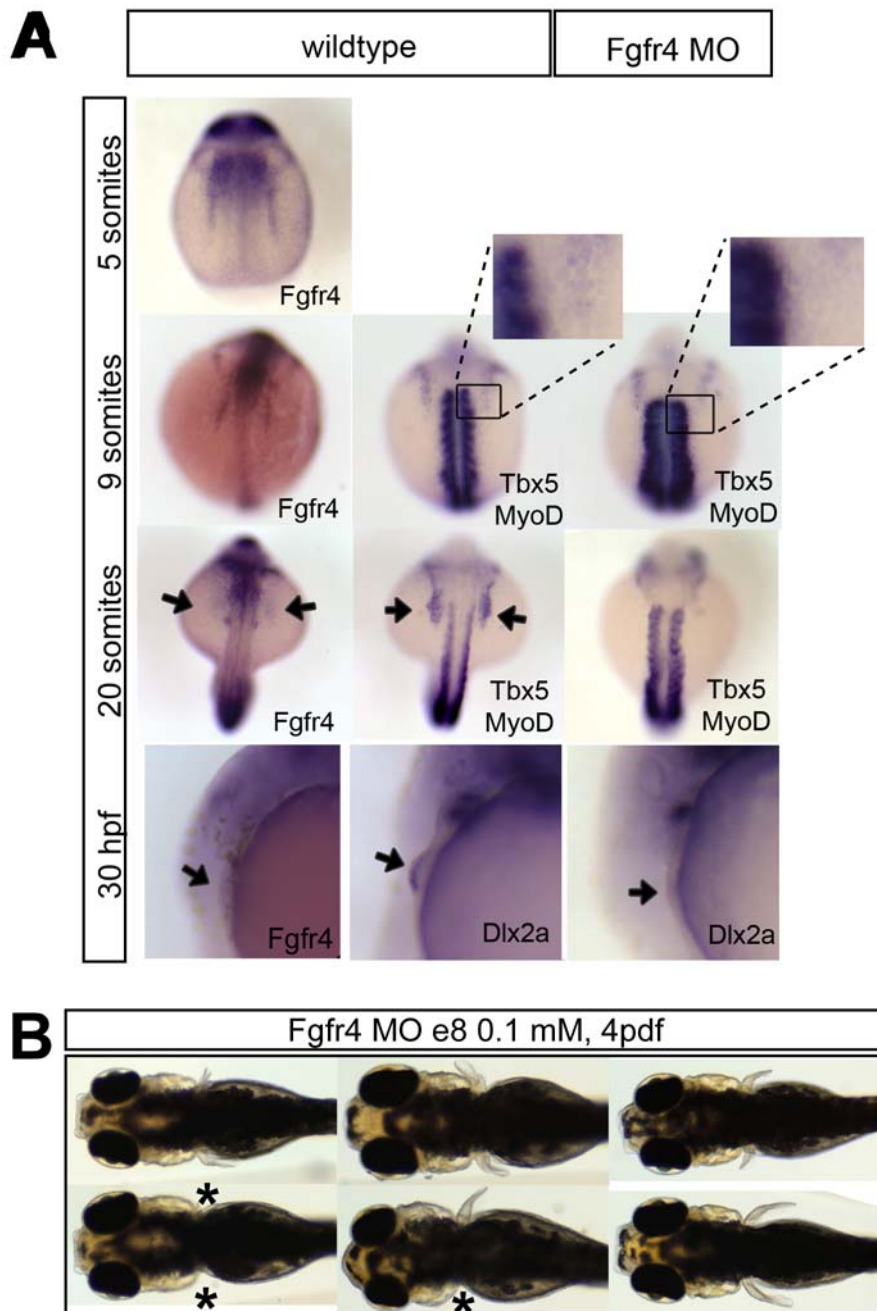 A
wildtype
Fgfr4 MO
5 somites
Fgfr4
9 somites
Fgfr4
Tbx5
MyoD
Tbx5
MyoD
20 somites
Fgfr4
Tbx5
MyoD
Tbx5
MyoD
30 hpf
Fgfr4
Dlx2a
Dlx2a
B
Fgfr4 MO e8 0.1 mM, 4pdf
*
*
*